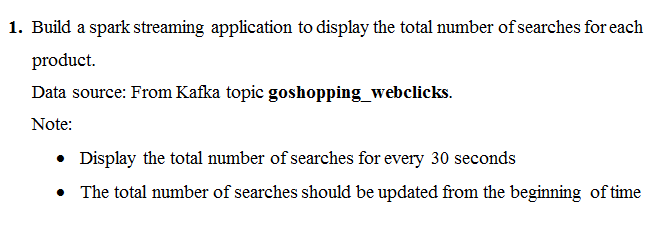 1. Build a spark streaming application to display the total number of searches for each
product.
Data source: From Kafka topic goshopping_webclicks.
Note:
• Display the total number of searches for every 30 seconds
• The total number of searches should be updated from the beginning of time